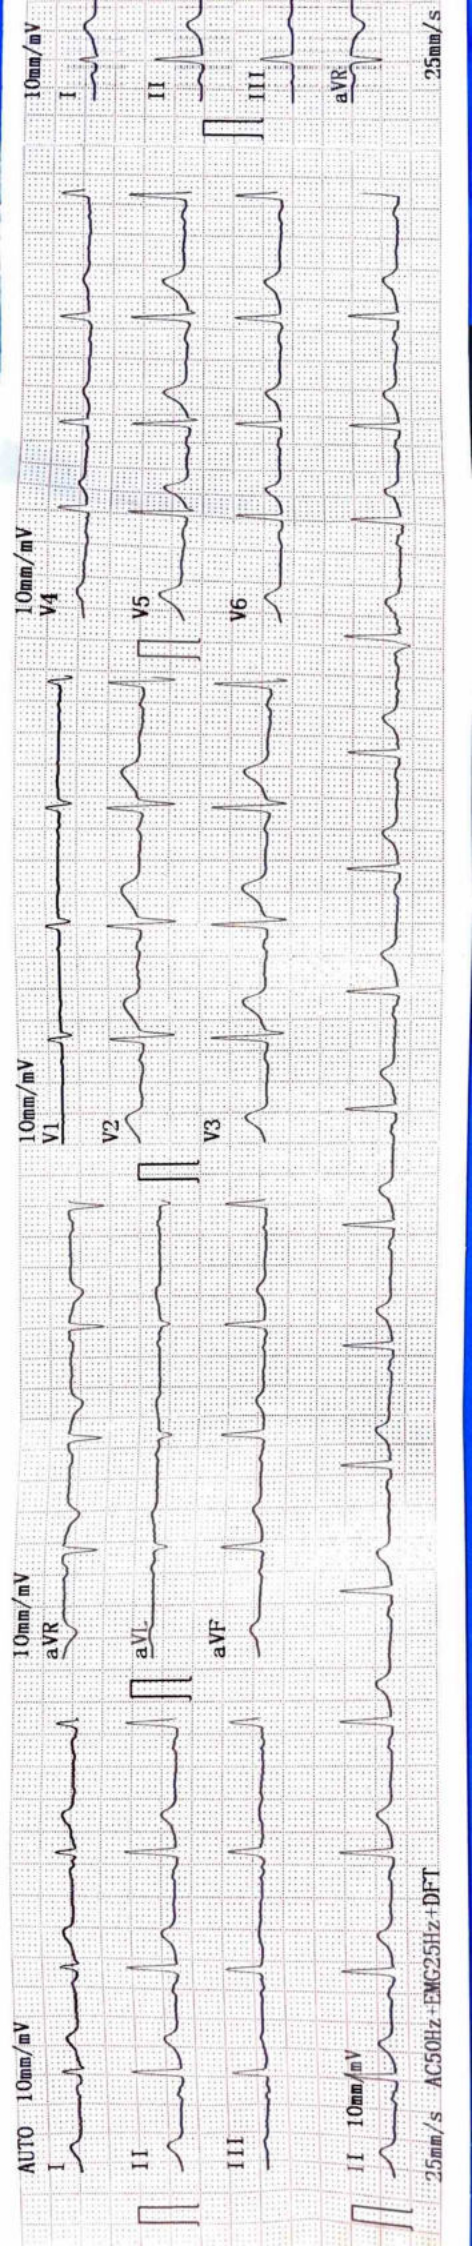 AUTO 10mm/mV
I
II
III
II 10mm/mV
25mm/s AC50Hz+EMG25Hz+DFT
10mm/mV
aVR
aVL
aVF
10mm/mV
V1
V2
V3
10mm/mV
V4
V5
V6
10mm/mV
I
II
III
aVR
25mm/s